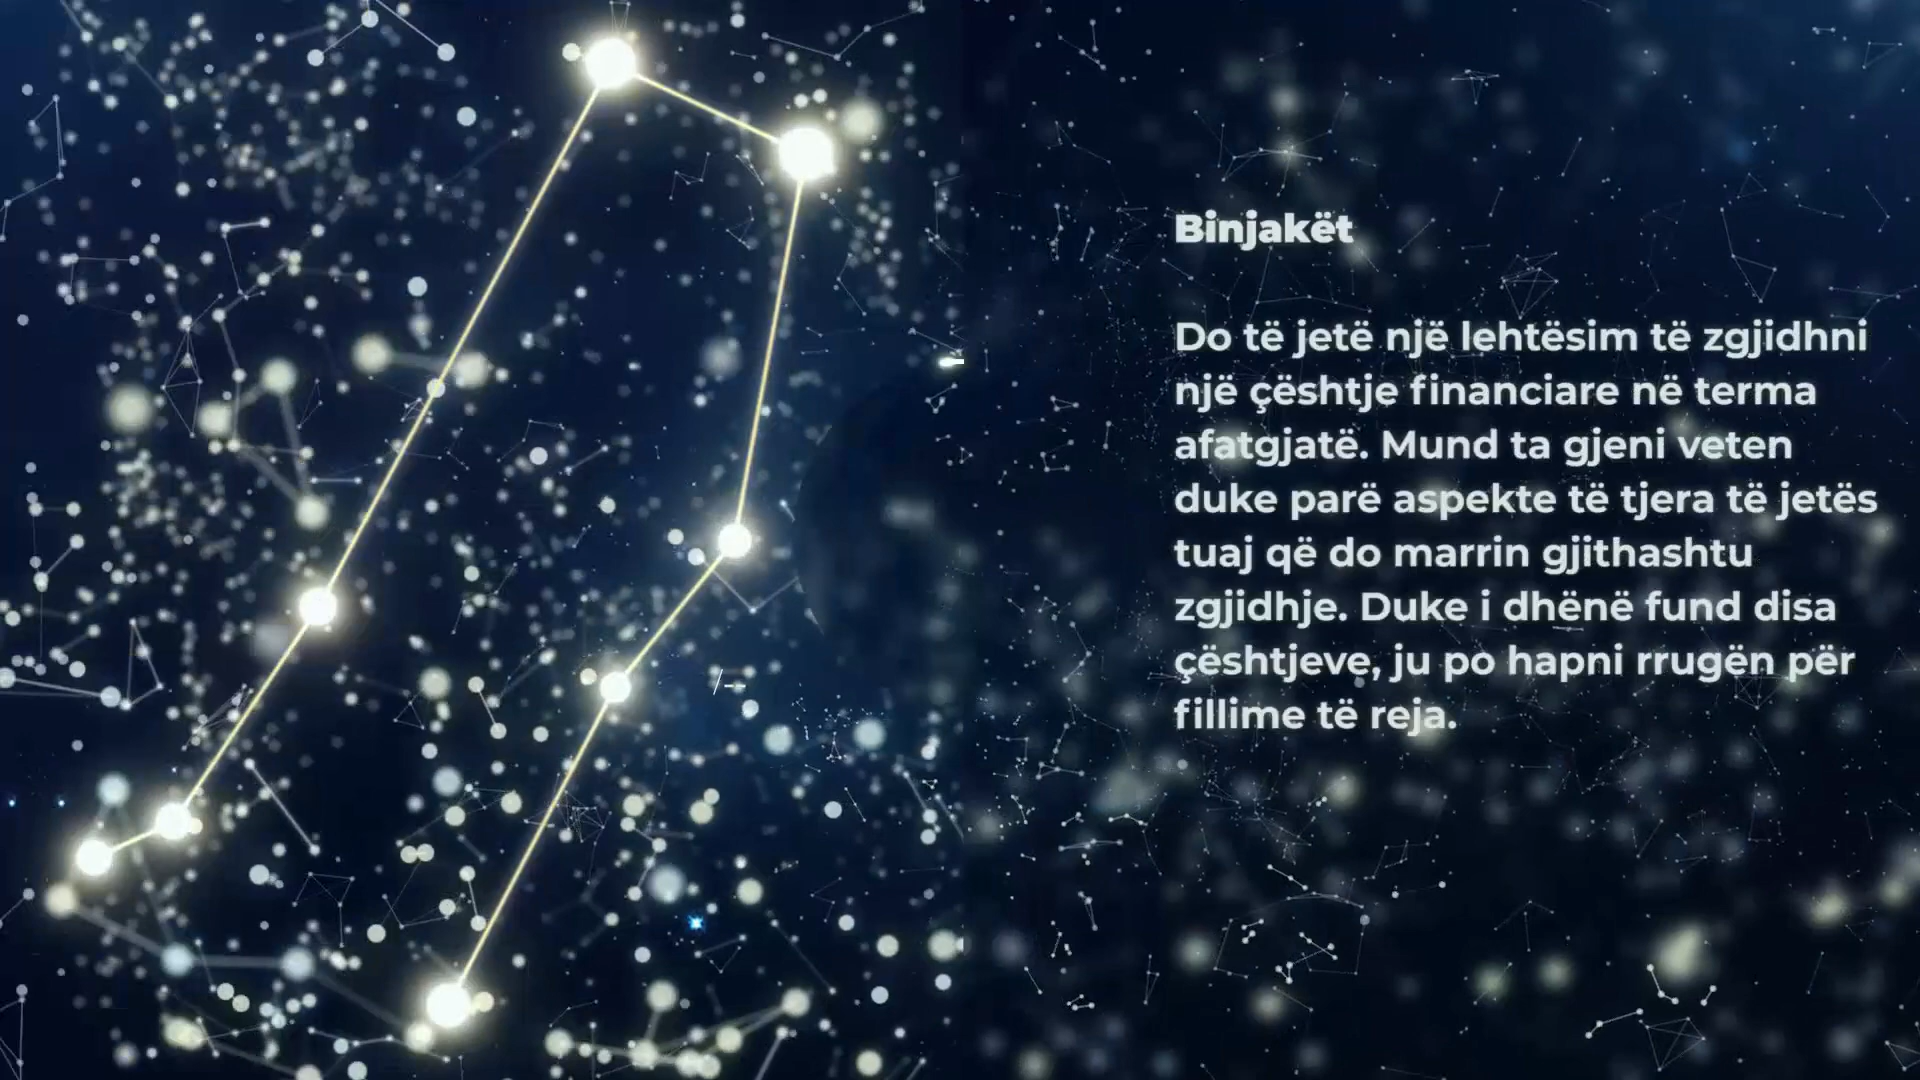 Binjakët
Do të jetë një lehtësim të zgjidhni
një çështje financiare në terma
afatgjatë. Mund ta gjeni veten
duke parë aspekte të tjera të jetës
tuaj që do marrin gjithashtu
zgjidhje. Duke i dhënë fund disa
çështjeve, ju po hapni rrugën për
fillime të reja.